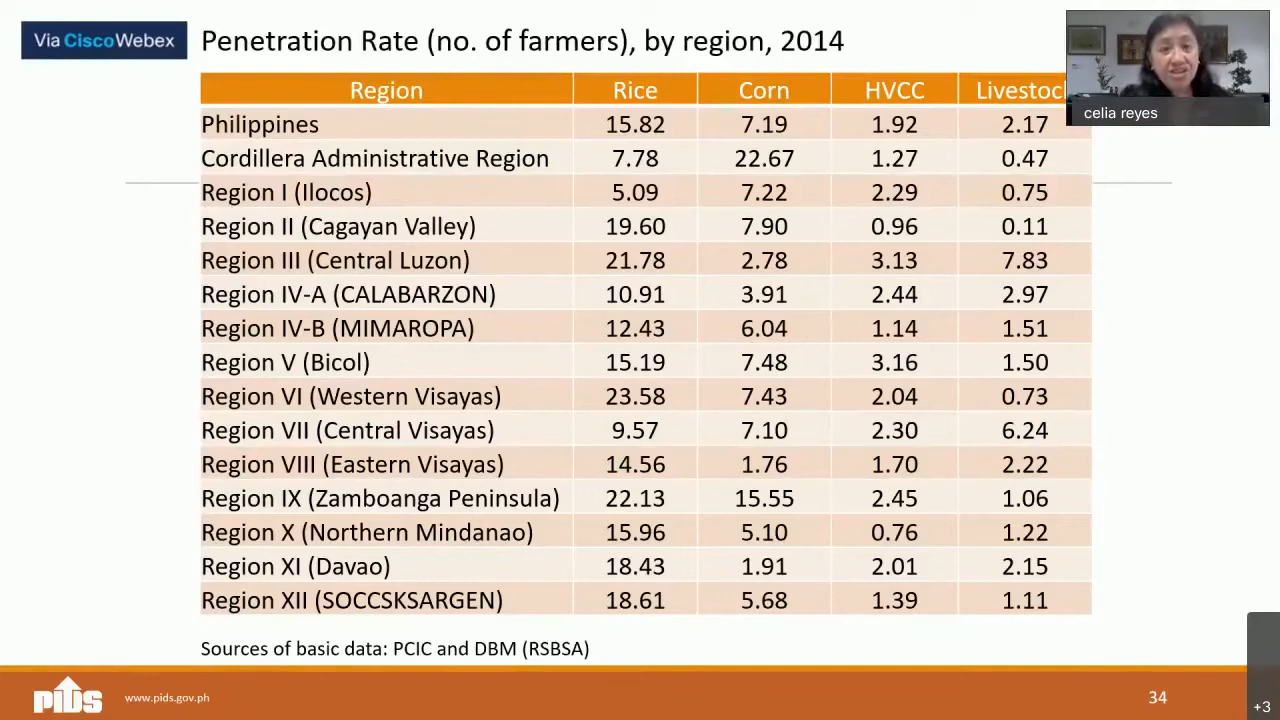 Via Cisco Webex
Penetration Rate (no. of farmers), by region, 2014
celia reyes
Region Rice Corn HVCC Livestoc
Philippines 15.82 7.19 1.92 2.17
Cordillera Administrative Region 7.78 22.67 1.27 0.47
Region I (Ilocos) 5.09 7.22 2.29 0.75
Region II (Cagayan Valley) 19.60 7.90 0.96 0.11
Region III (Central Luzon) 21.78 2.78 3.13 7.83
Region IV-A (CALABARZON) 10.91 3.91 2.44 2.97
Region IV-B (MIMAROPA) 12.43 6.04 1.14 1.51
Region V (Bicol) 15.19 7.48 3.16 1.50
Region VI (Western Visayas) 23.58 7.43 2.04 0.73
Region VII (Central Visayas) 9.57 7.10 2.30 6.24
Region VIII (Eastern Visayas) 14.56 1.76 1.70 2.22
Region IX (Zamboanga Peninsula) 22.13 15.55 2.45 1.06
Region X (Northern Mindanao) 15.96 5.10 0.76 1.22
Region XI (Davao) 18.43 1.91 2.01 2.15
Region XII (SOCCSKSARGEN) 18.61 5.68 1.39 1.11
Sources of basic data: PCIC and DBM (RSBSA)
PIDS
www.pids.gov.ph
34
+3